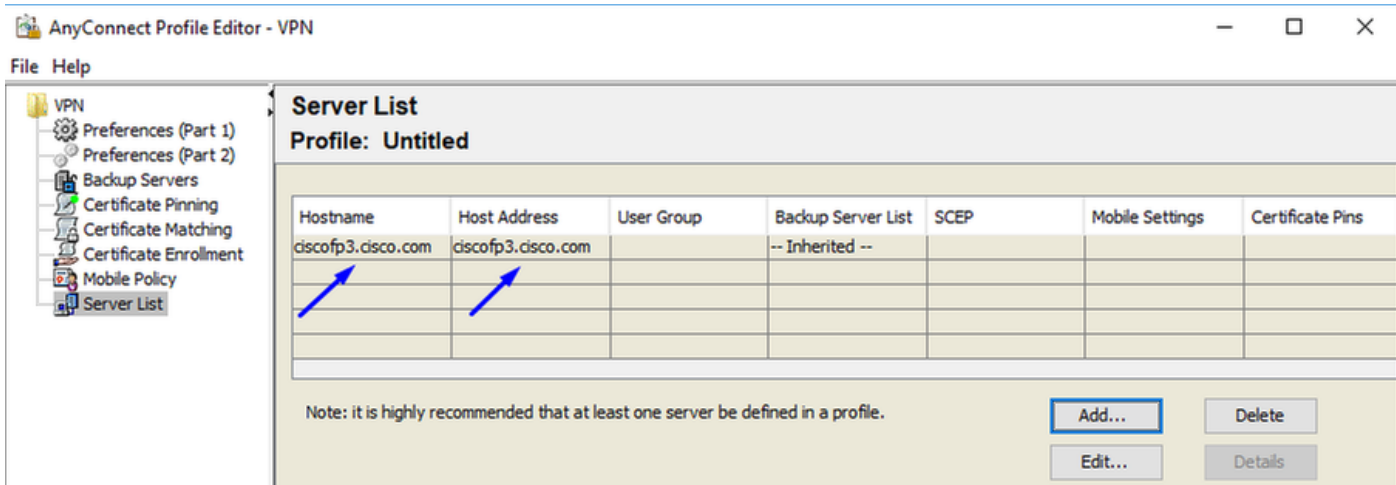 AnyConnect Profile Editor - VPN
File Help
VPN
Preferences (Part 1)
Preferences (Part 2)
Backup Servers
Certificate Pinning
Certificate Matching
Certificate Enrollment
Mobile Policy
Server List
Server List
Profile: Untitled
Hostname Host Address User Group Backup Server List SCEP Mobile Settings Certificate Pins
ciscofp3.cisco.com ciscofp3.cisco.com -- Inherited --
Note: it is highly recommended that at least one server be defined in a profile.
Add... Delete
Edit... Details